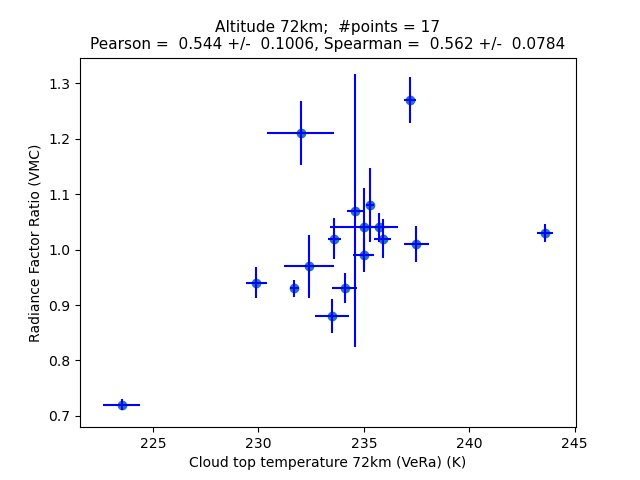 Altitude 72km;  #points = 17
Pearson =  0.544 +/-  0.1006, Spearman =  0.562 +/-  0.0784
Radiance Factor Ratio (VMC)
1.3
1.2
1.1
1.0
0.9
0.8
0.7
225 230 235 240 245
Cloud top temperature 72km (VeRa) (K)